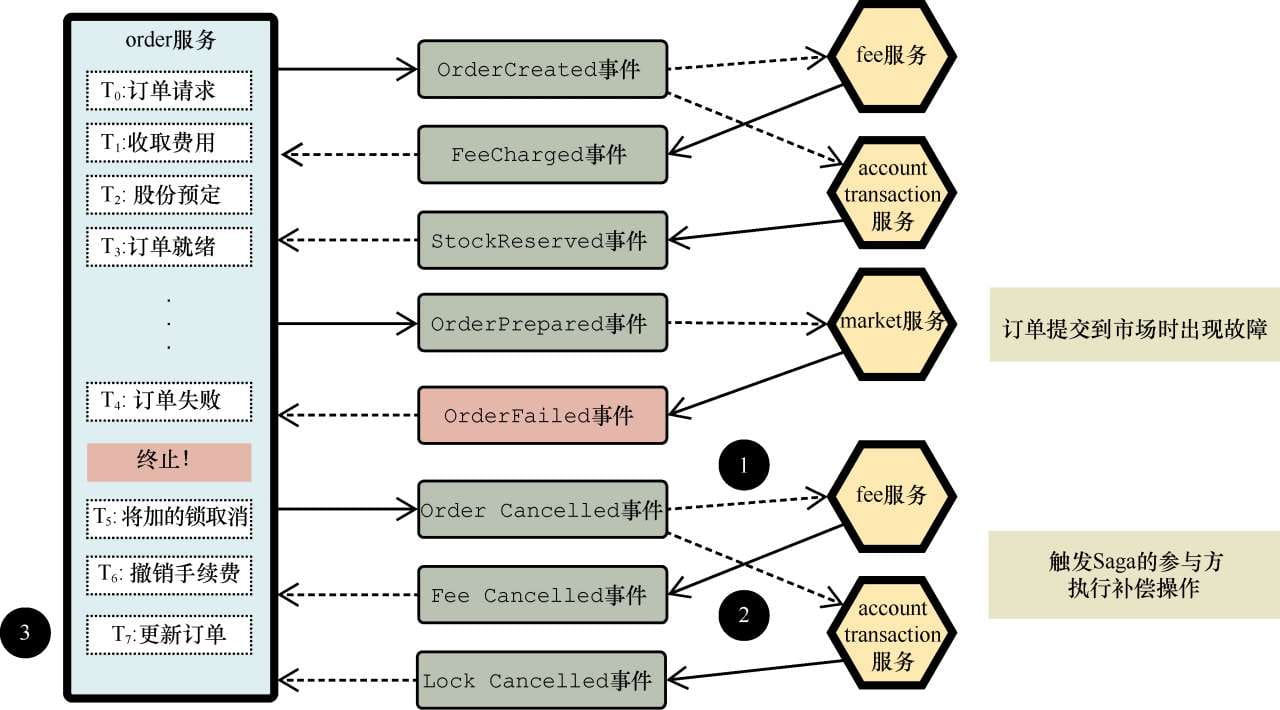 order服务
T0:订单请求
T1:收取费用
T2: 股份预定
T3:订单就绪
.
.
.
T4: 订单失败
终止！
T5: 将加的锁取消
T6: 撤销手续费
T7:更新订单
3
OrderCreated事件
FeeCharged事件
StockReserved事件
OrderPrepared事件
OrderFailed事件
Order Cancelled事件
Fee Cancelled事件
Lock Cancelled事件
1
2
fee服务
account
transaction
服务
market服务
fee服务
account
transaction
服务
订单提交到市场时出现故障
触发Saga的参与方
执行补偿操作